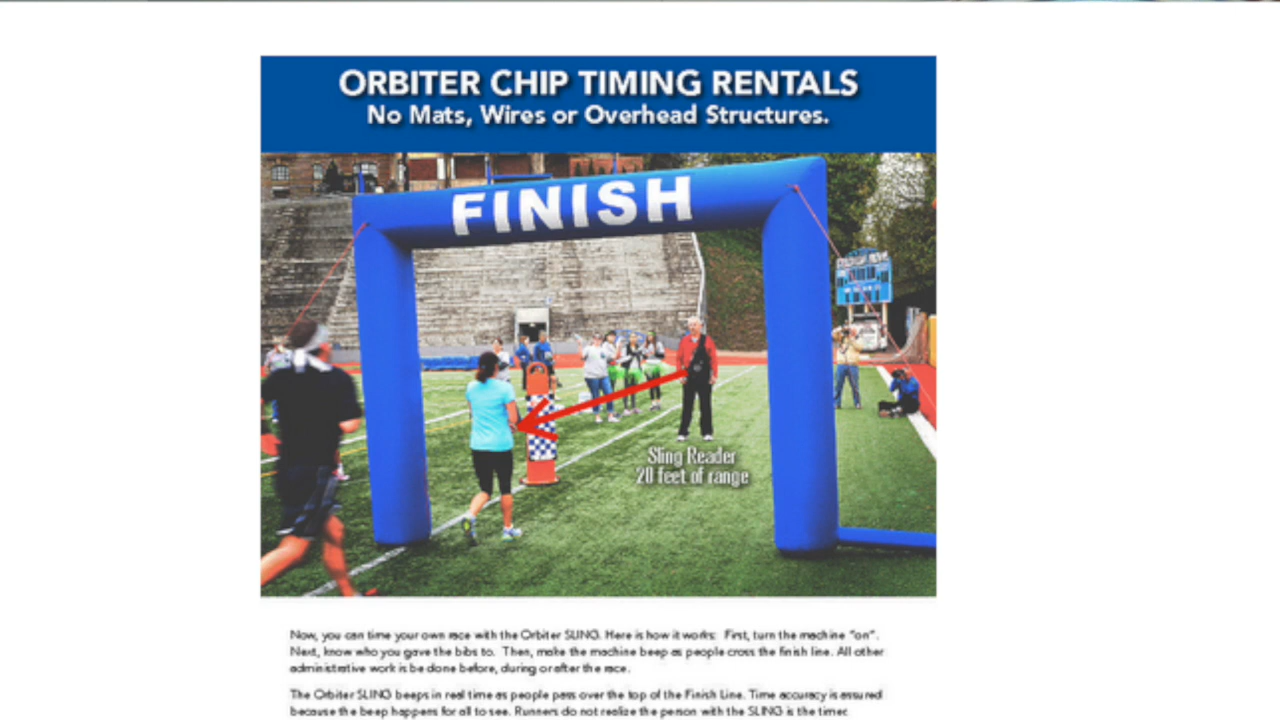 ORBITER CHIP TIMING RENTALS
No Mats, Wires or Overhead Structures.
FINISH
Sling Reader
20 feet of range
Now, you can time your own race with the Orbiter SLING. Here is how it works: First, turn the machine "on".
Next, know who you gave the bibs to. Then, make the machine beep as people cross the finish line. All other
administrative work is be done before, during or after the race.
The Orbiter SLING beeps in real time as people pass over the top of the Finish Line. Time accuracy is assured
because the beep happens for all to see. Runners do not realize the person with the SLING is the timer.